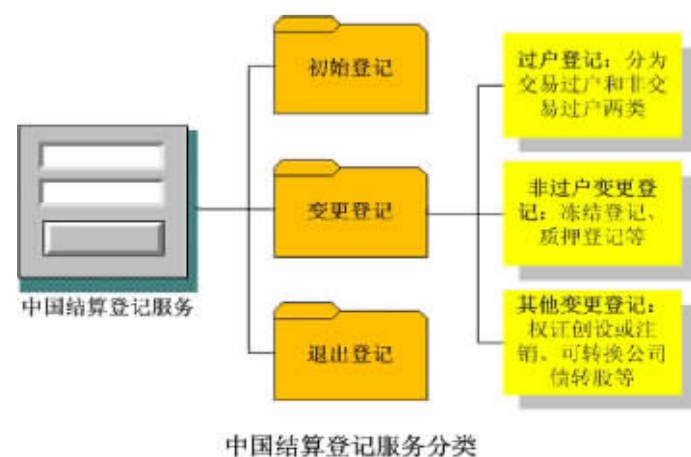 初始登记
过户登记：分为
交易过户和非交
易过户两类
变更登记
非过户变更登
记：冻结登记、
质押登记等
中国结算登记服务
退出登记
其他变更登记：
权证创设或注
销、可转换公司
债转股等
中国结算登记服务分类